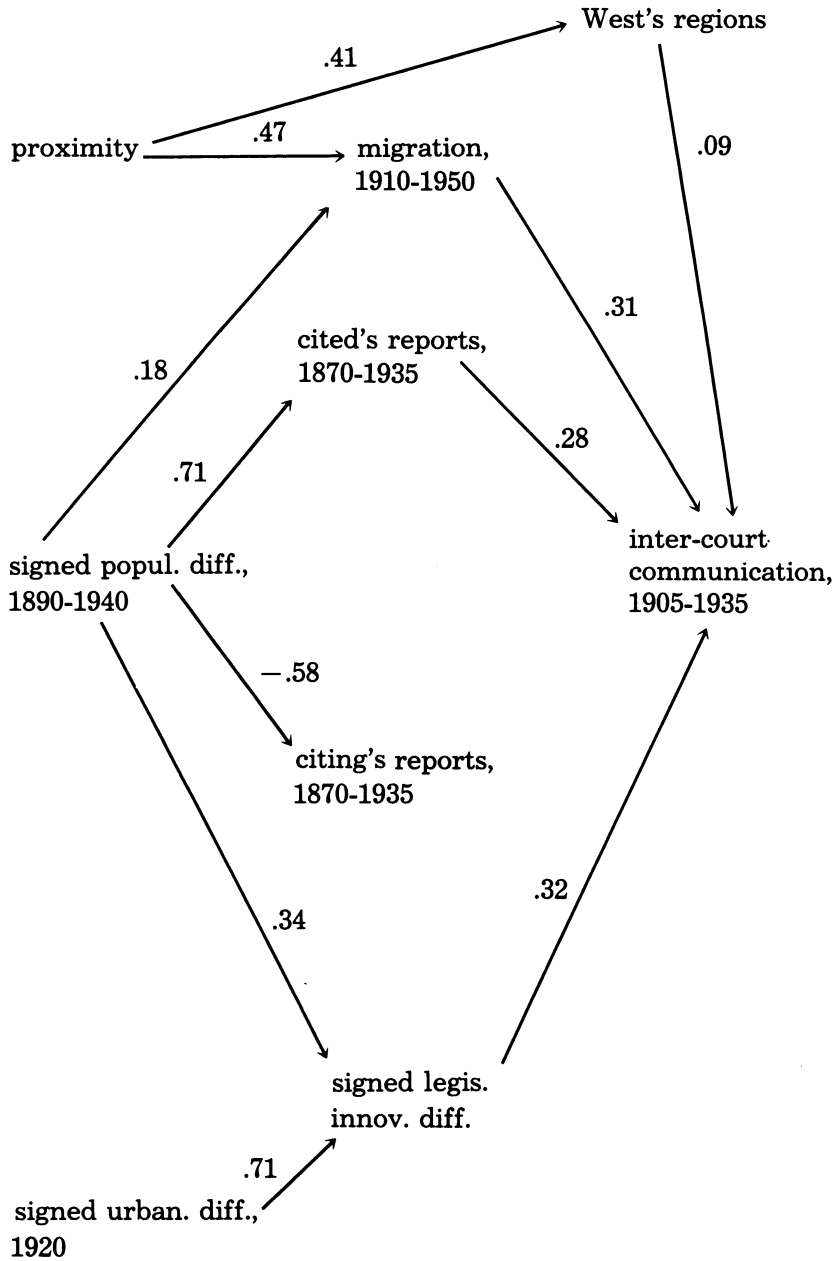 West's regions
.41
.47
proximity
migration,
1910-1950
.09
.31
cited's reports,
1870-1935
.18
.28
.71
signed popul. diff.,
1890-1940
inter-court
communication,
1905-1935
−.58
citing's reports,
1870-1935
.32
.34
signed legis.
innov. diff.
.71
signed urban. diff.,
1920